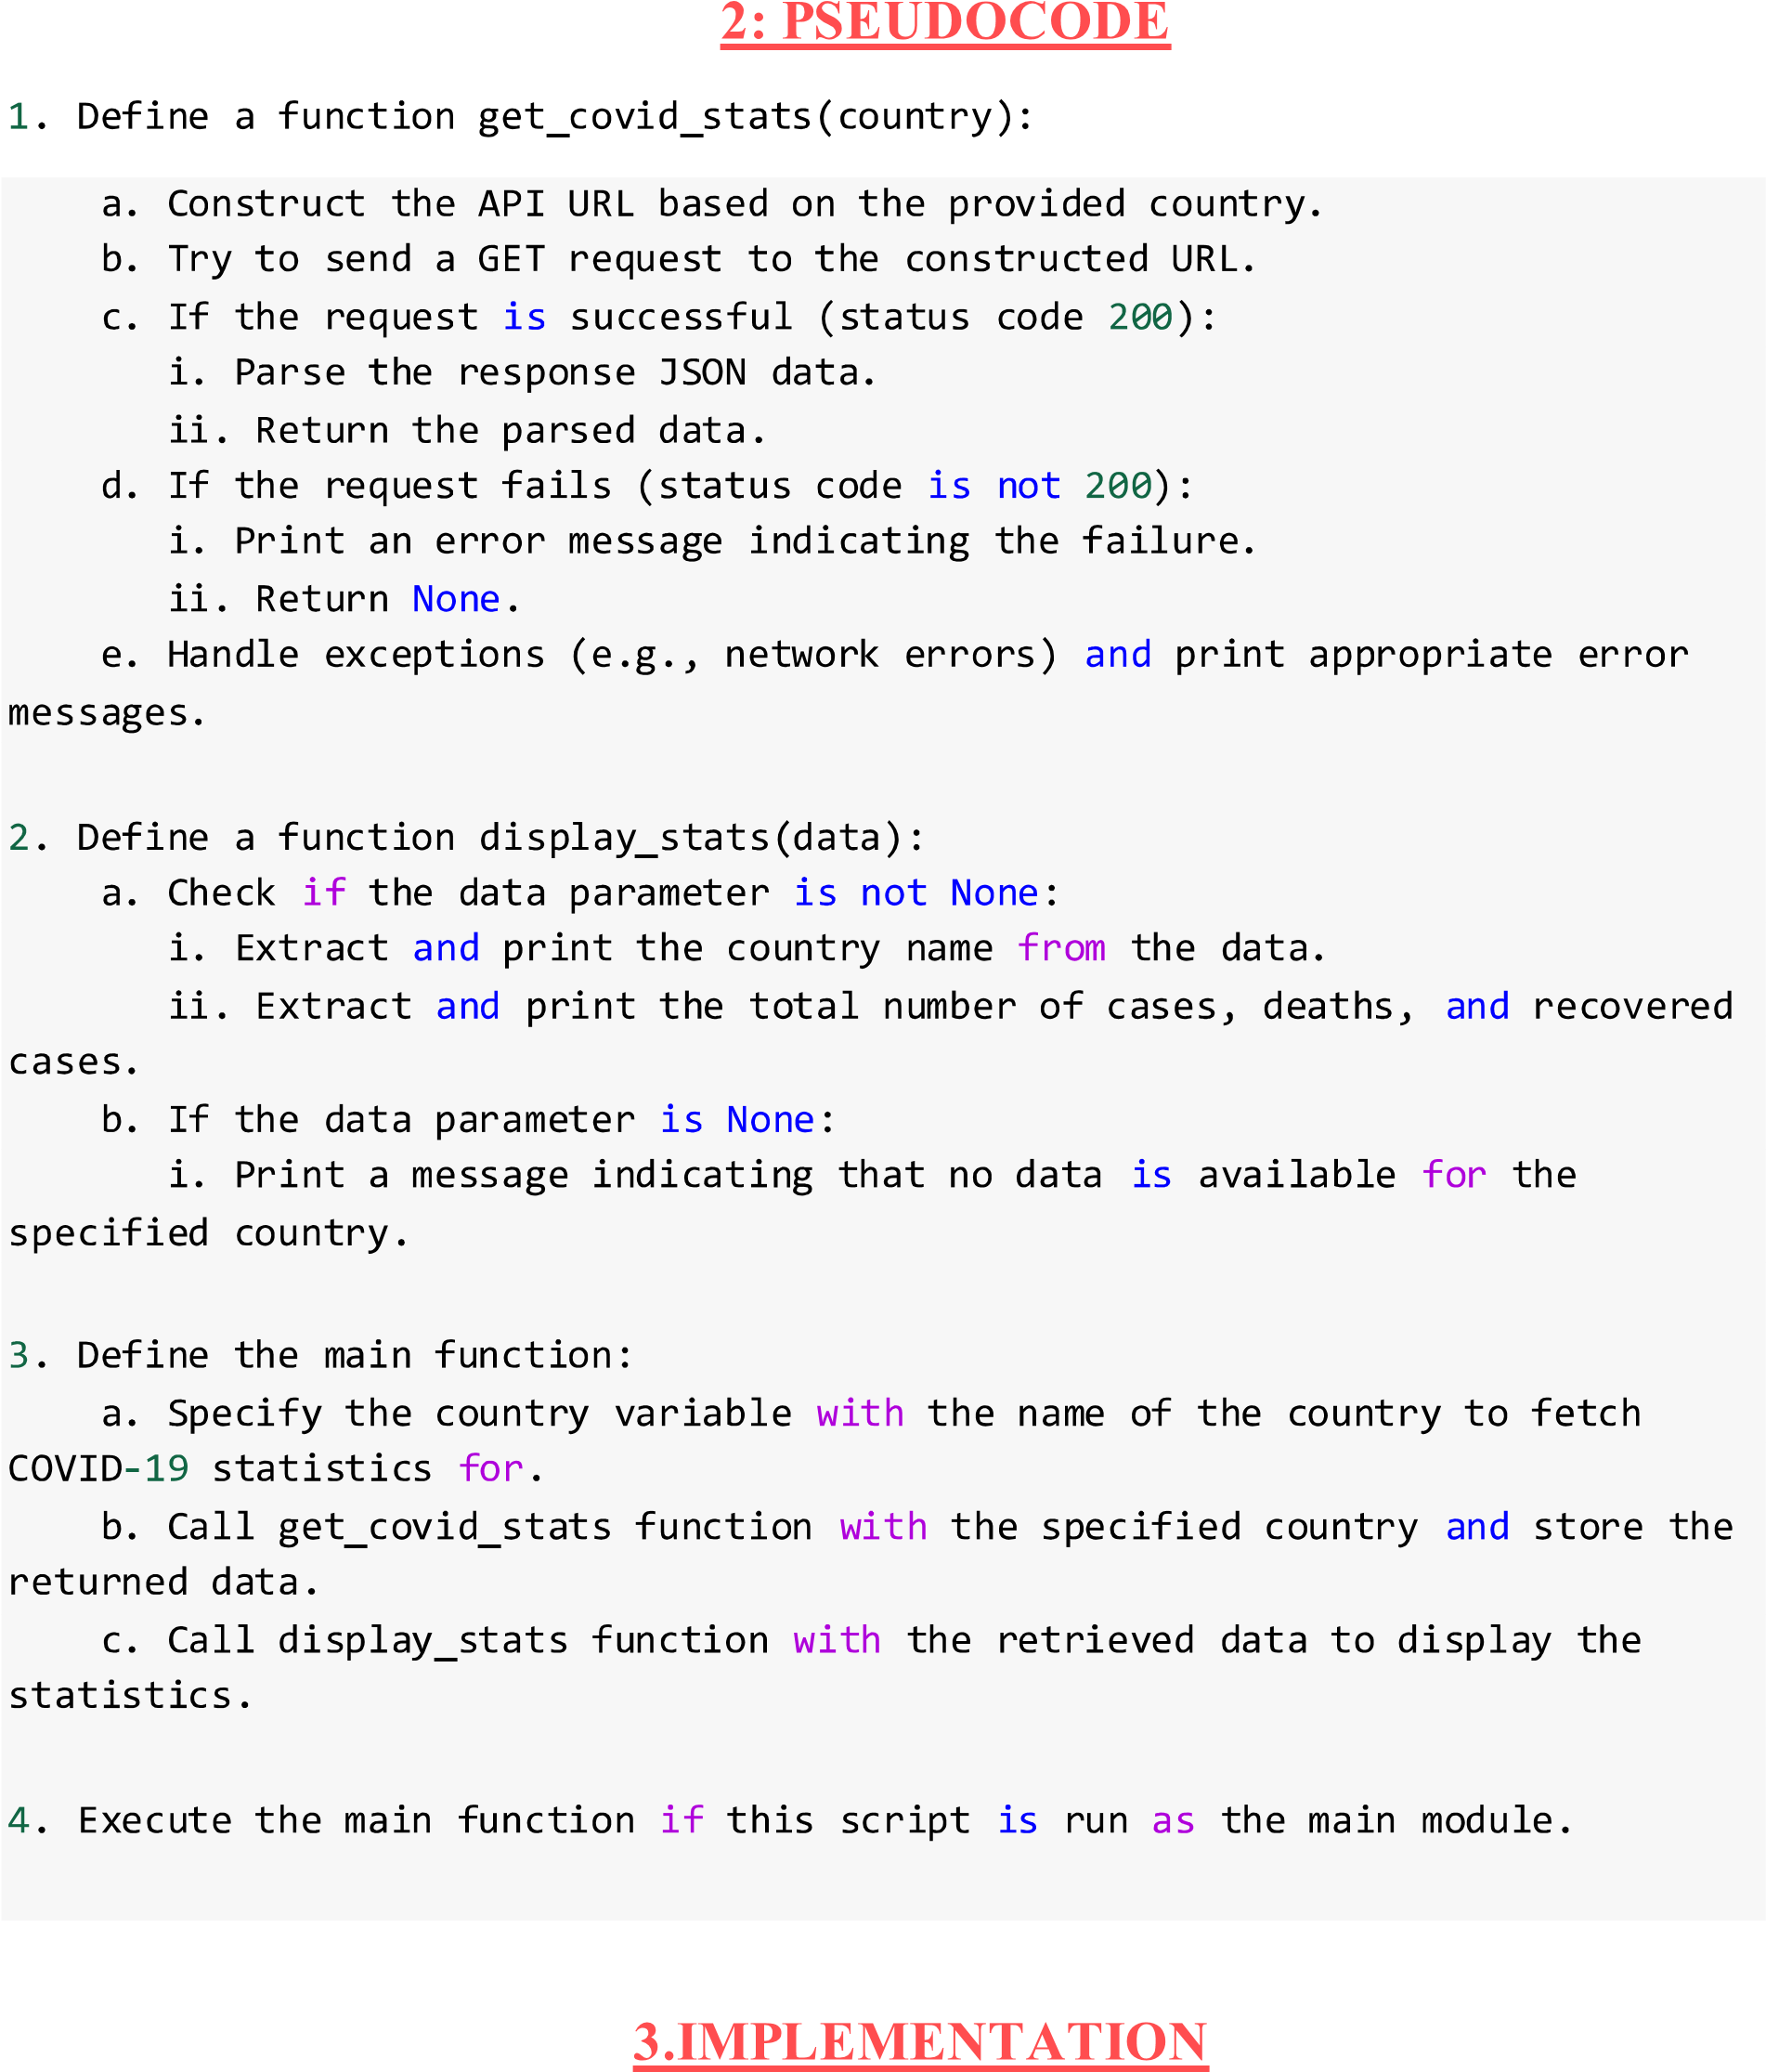 2: PSEUDOCODE
1. Define a function get_covid_stats(country):
a. Construct the API URL based on the provided country.
b. Try to send a GET request to the constructed URL.
c. If the request is successful (status code 200):
i. Parse the response JSON data.
ii. Return the parsed data.
d. If the request fails (status code is not 200):
i. Print an error message indicating the failure.
ii. Return None.
e. Handle exceptions (e.g., network errors) and print appropriate error
messages.
2. Define a function display_stats(data):
a. Check if the data parameter is not None:
i. Extract and print the country name from the data.
ii. Extract and print the total number of cases, deaths, and recovered
cases.
b. If the data parameter is None:
i. Print a message indicating that no data is available for the
specified country.
3. Define the main function:
a. Specify the country variable with the name of the country to fetch
COVID-19 statistics for.
b. Call get_covid_stats function with the specified country and store the
returned data.
c. Call display_stats function with the retrieved data to display the
statistics.
4. Execute the main function if this script is run as the main module.
3.IMPLEMENTATION